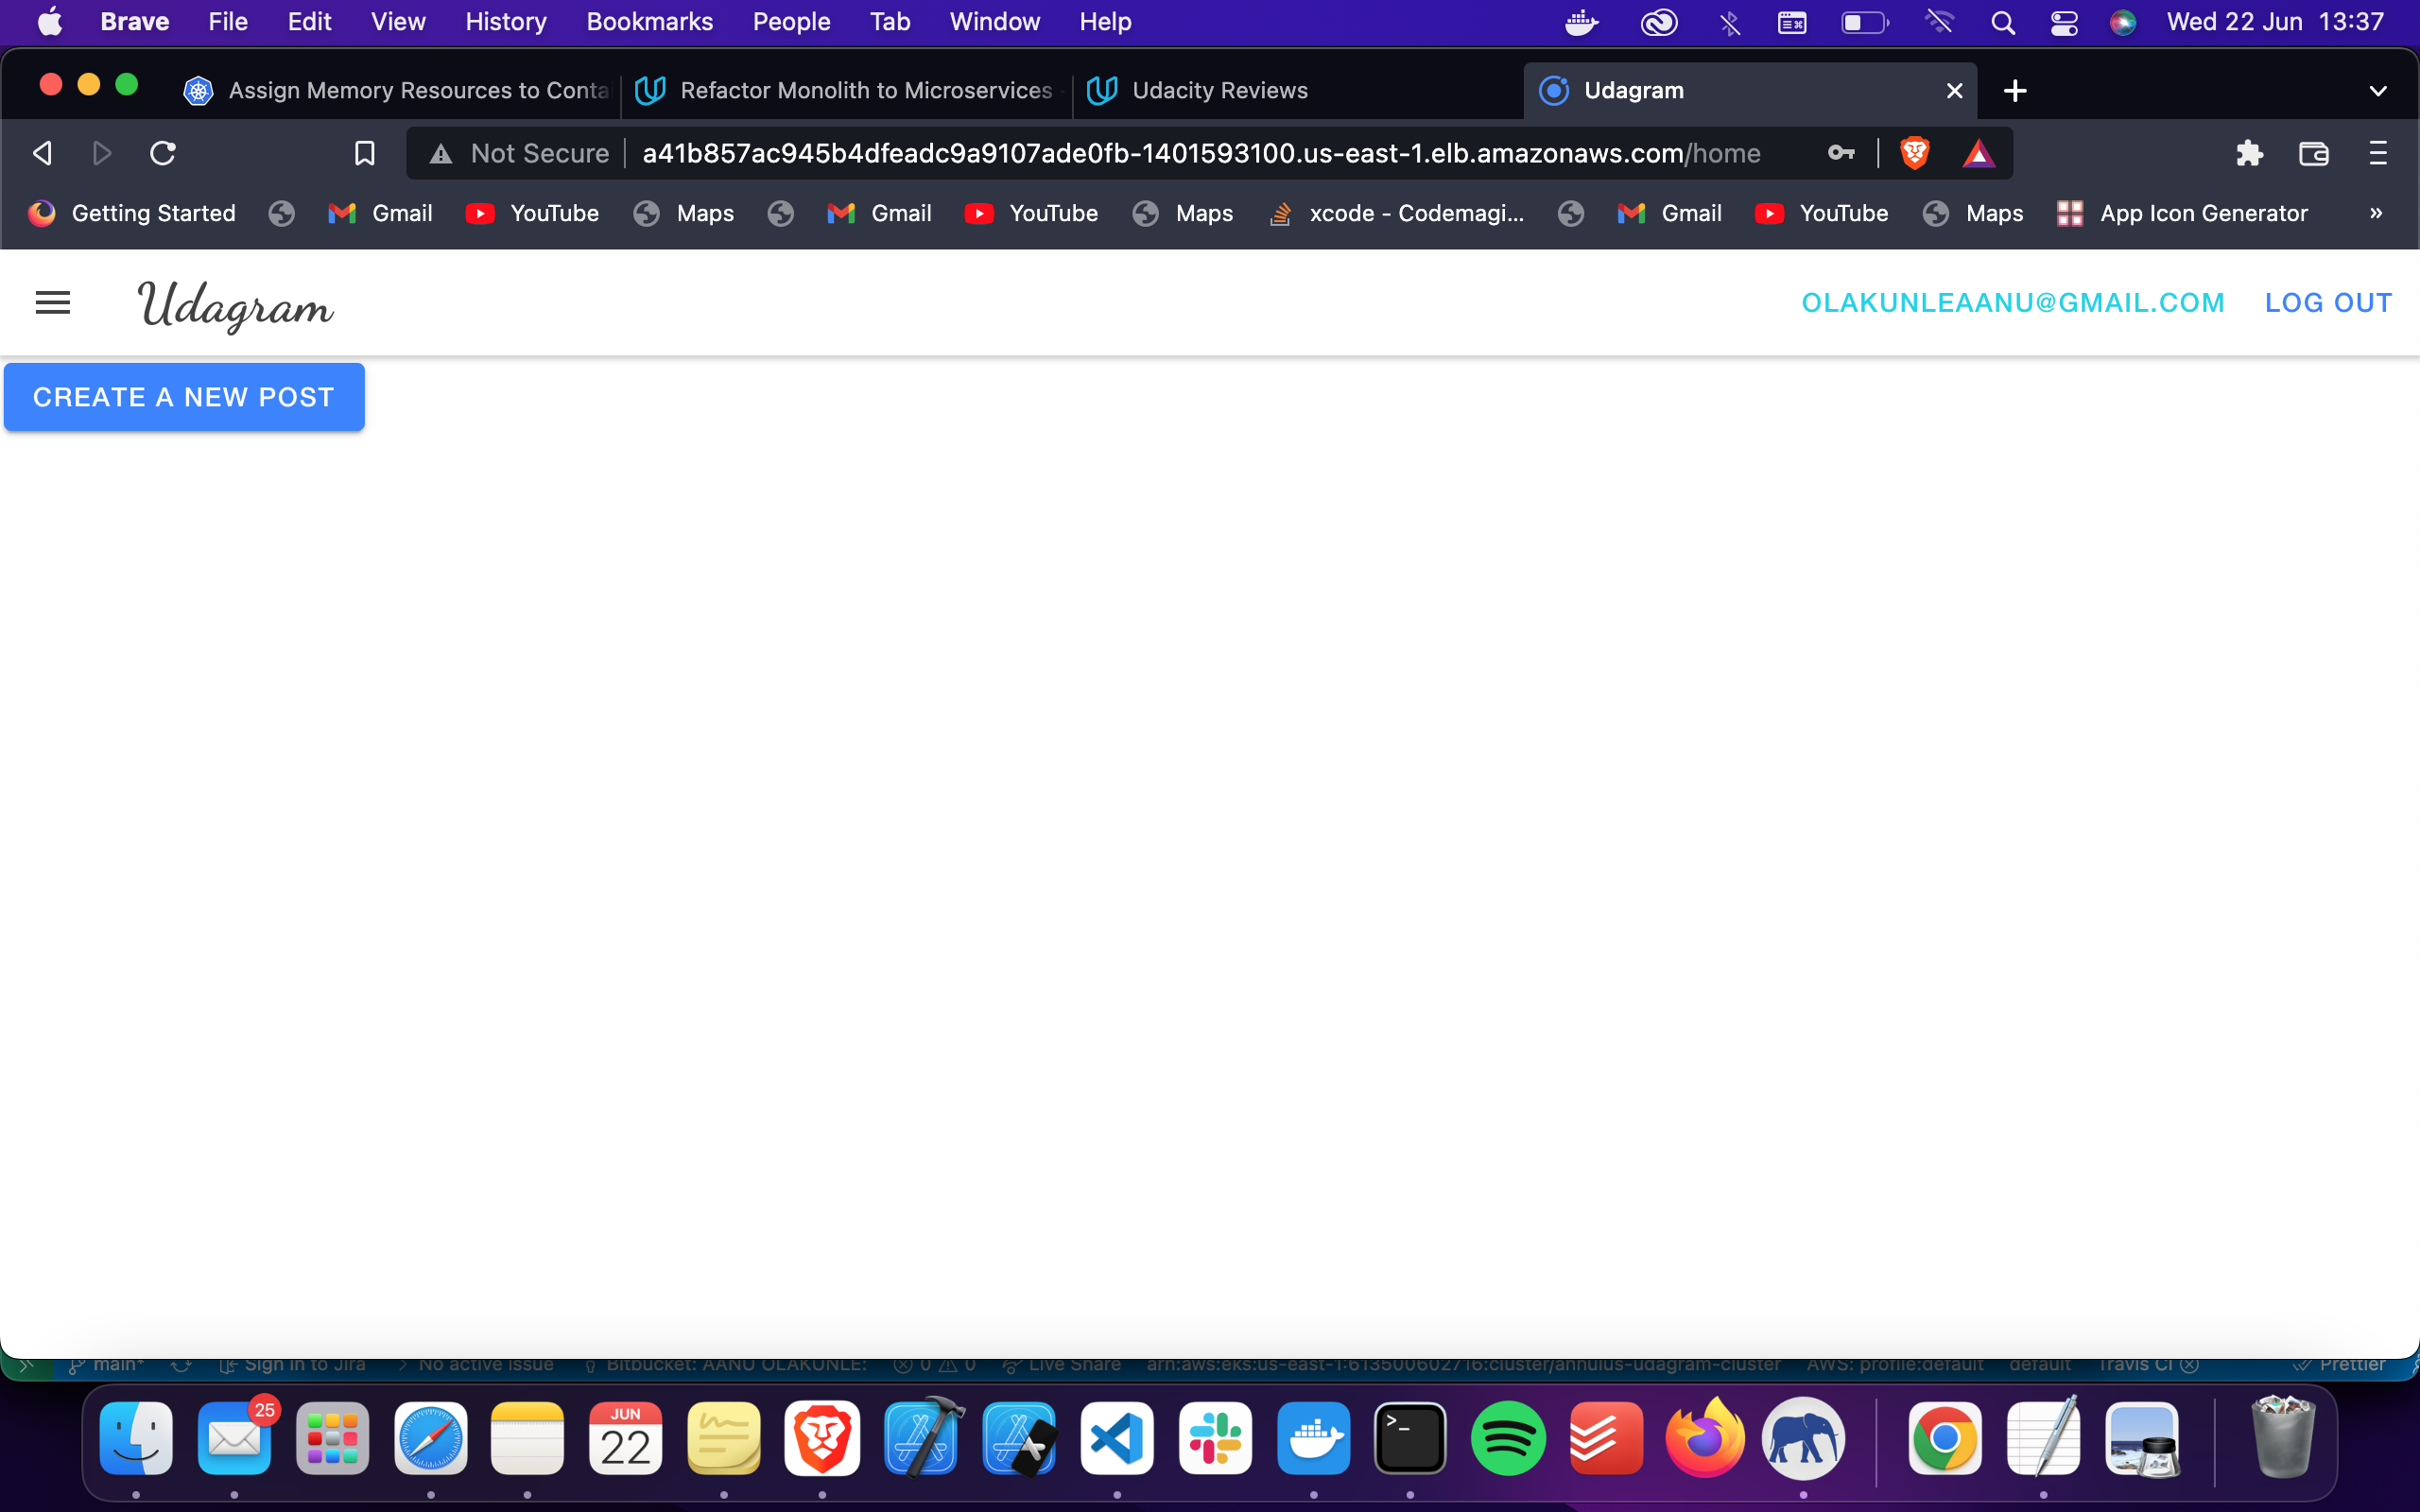 Brave File Edit View History Bookmarks People Tab Window Help Wed 22 Jun 13:37
Assign Memory Resources to Conta Refactor Monolith to Microservices Udacity Reviews Udagram
Not Secure a41b857ac945b4dfeadc9a9107ade0fb-1401593100.us-east-1.elb.amazonaws.com/home
Getting Started Gmail YouTube Maps Gmail YouTube Maps xcode - Codemagi... Gmail YouTube Maps App Icon Generator »
Udagram OLAKUNLEAANU@GMAIL.COM LOG OUT
CREATE A NEW POST
main* Sign in to Jira No active issue Bitbucket: AANU OLAKUNLE: 0 0 Live Share arn:aws:eks:us-east-1:613500602716:cluster/annulus-udagram-cluster AWS: profile:default default Travis CI Prettier
25 JUN
22